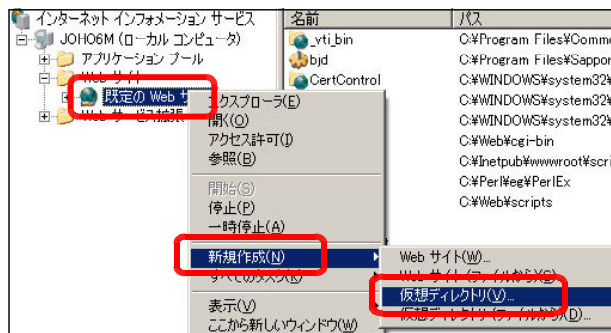 インターネット インフォメーション サービス
名前
パス
JOHO6M (ローカル コンピュータ)
_vti_bin
C:¥Program Files¥Commo
アプリケーション プール
bjd
C:¥Program Files¥Sappor
Web サイト
CertControl
C:¥WINDOWS¥system32¥
既定の Web サ
C:¥WINDOWS¥system32¥
Web サービス拡張
C:¥WINDOWS¥system32¥
C:¥Web¥cgi-bin
C:¥Inetpub¥wwwroot¥scri
C:¥Perl¥eg¥PerlEx
C:¥Web¥scripts
エクスプローラ(E)
開く(O)
アクセス許可(I)
参照(B)
開始(S)
停止(P)
一時停止(A)
新規作成(N)
すべてのタスク(K)
表示(V)
ここから新しいウィンドウ(W)
Web サイト(W)...
Web サイト (ファイルから)(S)...
仮想ディレクトリ(V)...
仮想ディレクトリ (ファイルから)(D)...